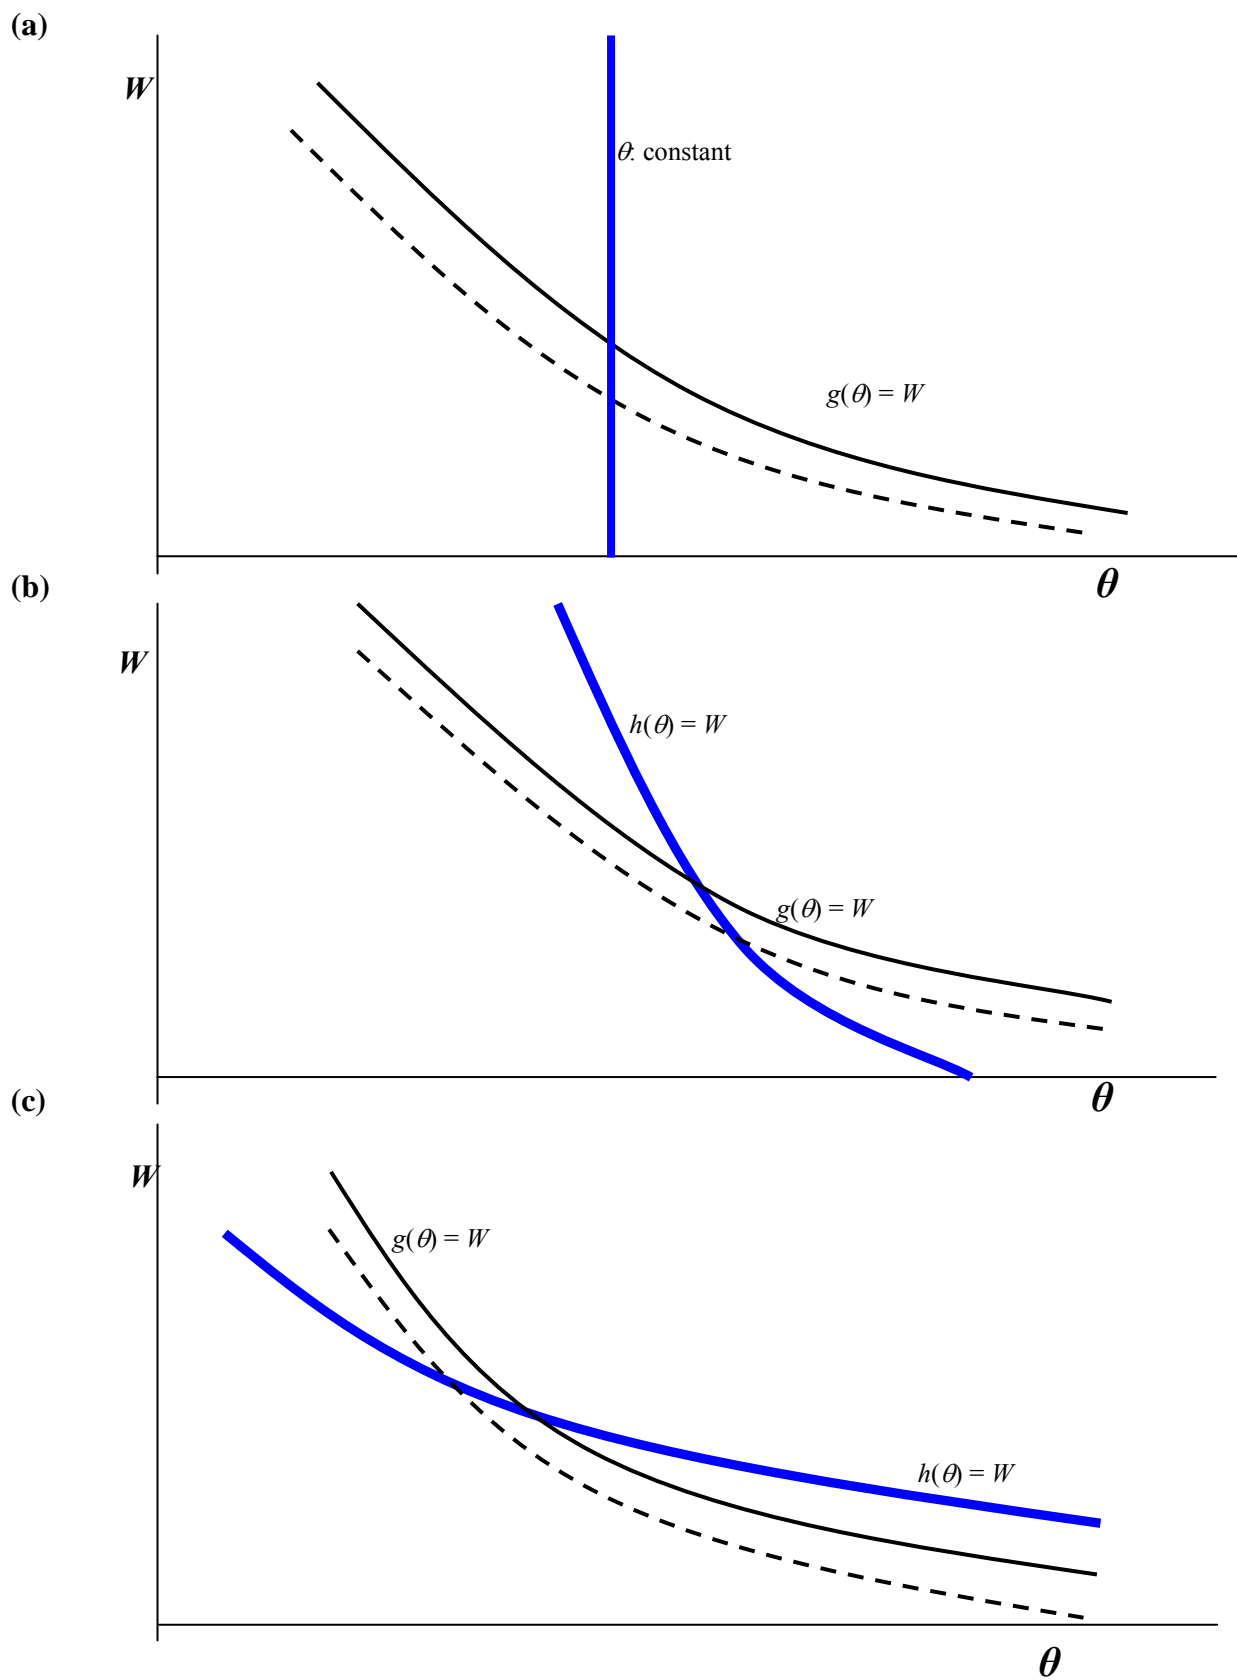 (a)
W
θ: constant
g(θ) = W
θ
(b)
W
h(θ) = W
g(θ) = W
θ
(c)
W
g(θ) = W
h(θ) = W
θ